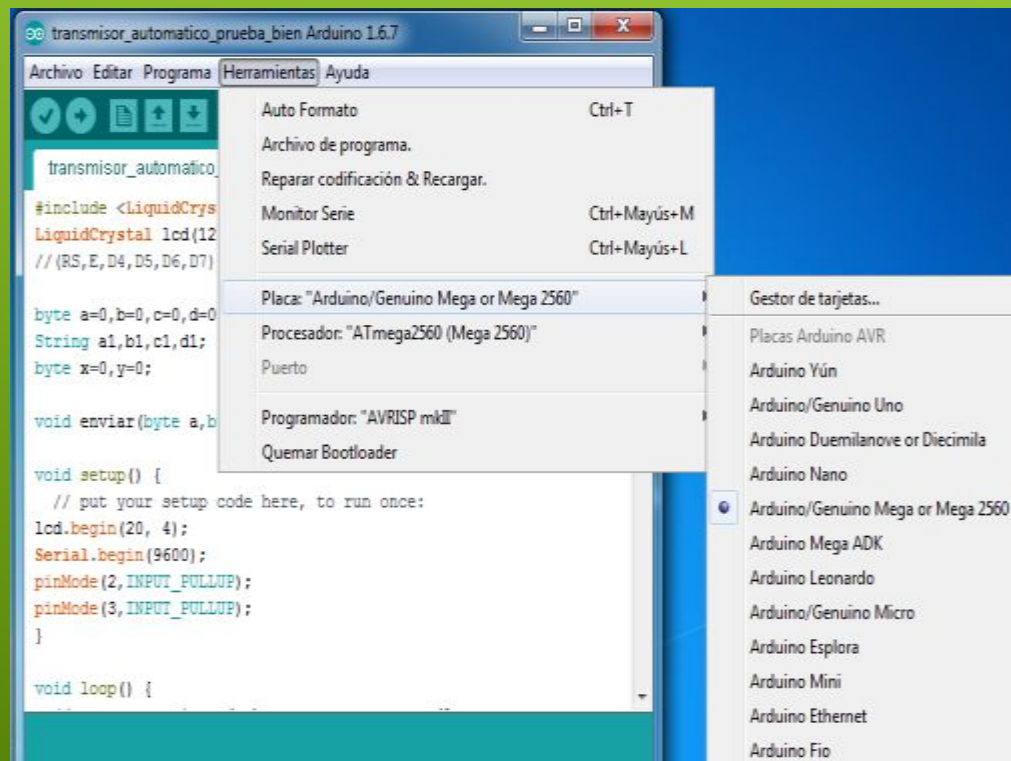 transmisor_automatico_prueba_bien Arduino 1.6.7
Archivo Editar Programa Herramientas Ayuda
transmisor_automatico_
#include <LiquidCrys
LiquidCrystal lcd(12
//(RS,E,D4,D5,D6,D7)
byte a=0,b=0,c=0,d=0
String a1,b1,c1,d1;
byte x=0,y=0;
void enviar(byte a,b
void setup() {
// put your setup code here, to run once:
lcd.begin(20, 4);
Serial.begin(9600);
pinMode(2,INPUT_PULLUP);
pinMode(3,INPUT_PULLUP);
}
void loop() {
Auto Formato Ctrl+T
Archivo de programa.
Reparar codificación & Recargar.
Monitor Serie Ctrl+Mayús+M
Serial Plotter Ctrl+Mayús+L
Placa: "Arduino/Genuino Mega or Mega 2560"
Procesador: "ATmega2560 (Mega 2560)"
Puerto
Programador: "AVRISP mkII"
Quemar Bootloader
Gestor de tarjetas...
Placas Arduino AVR
Arduino Yún
Arduino/Genuino Uno
Arduino Duemilanove or Diecimila
Arduino Nano
Arduino/Genuino Mega or Mega 2560
Arduino Mega ADK
Arduino Leonardo
Arduino/Genuino Micro
Arduino Esplora
Arduino Mini
Arduino Ethernet
Arduino Fio